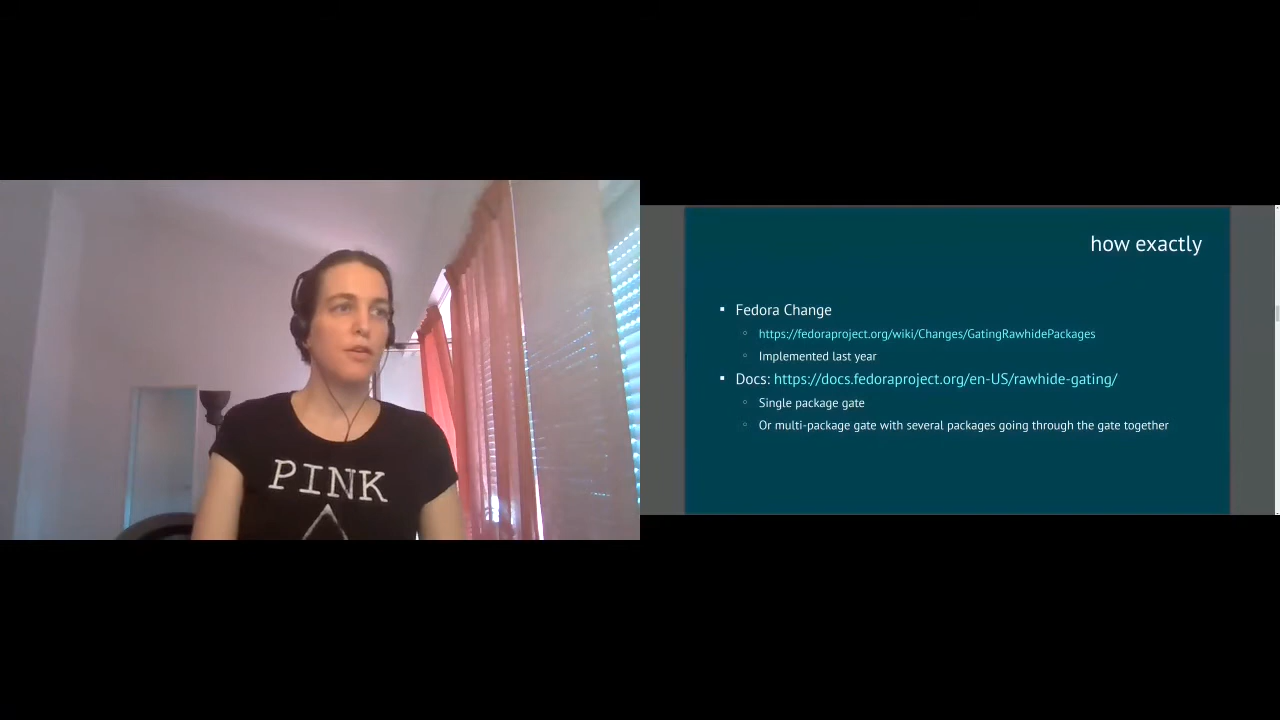 PINK
how exactly
Fedora Change
https://fedoraproject.org/wiki/Changes/GatingRawhidePackages
Implemented last year
Docs: https://docs.fedoraproject.org/en-US/rawhide-gating/
Single package gate
Or multi-package gate with several packages going through the gate together